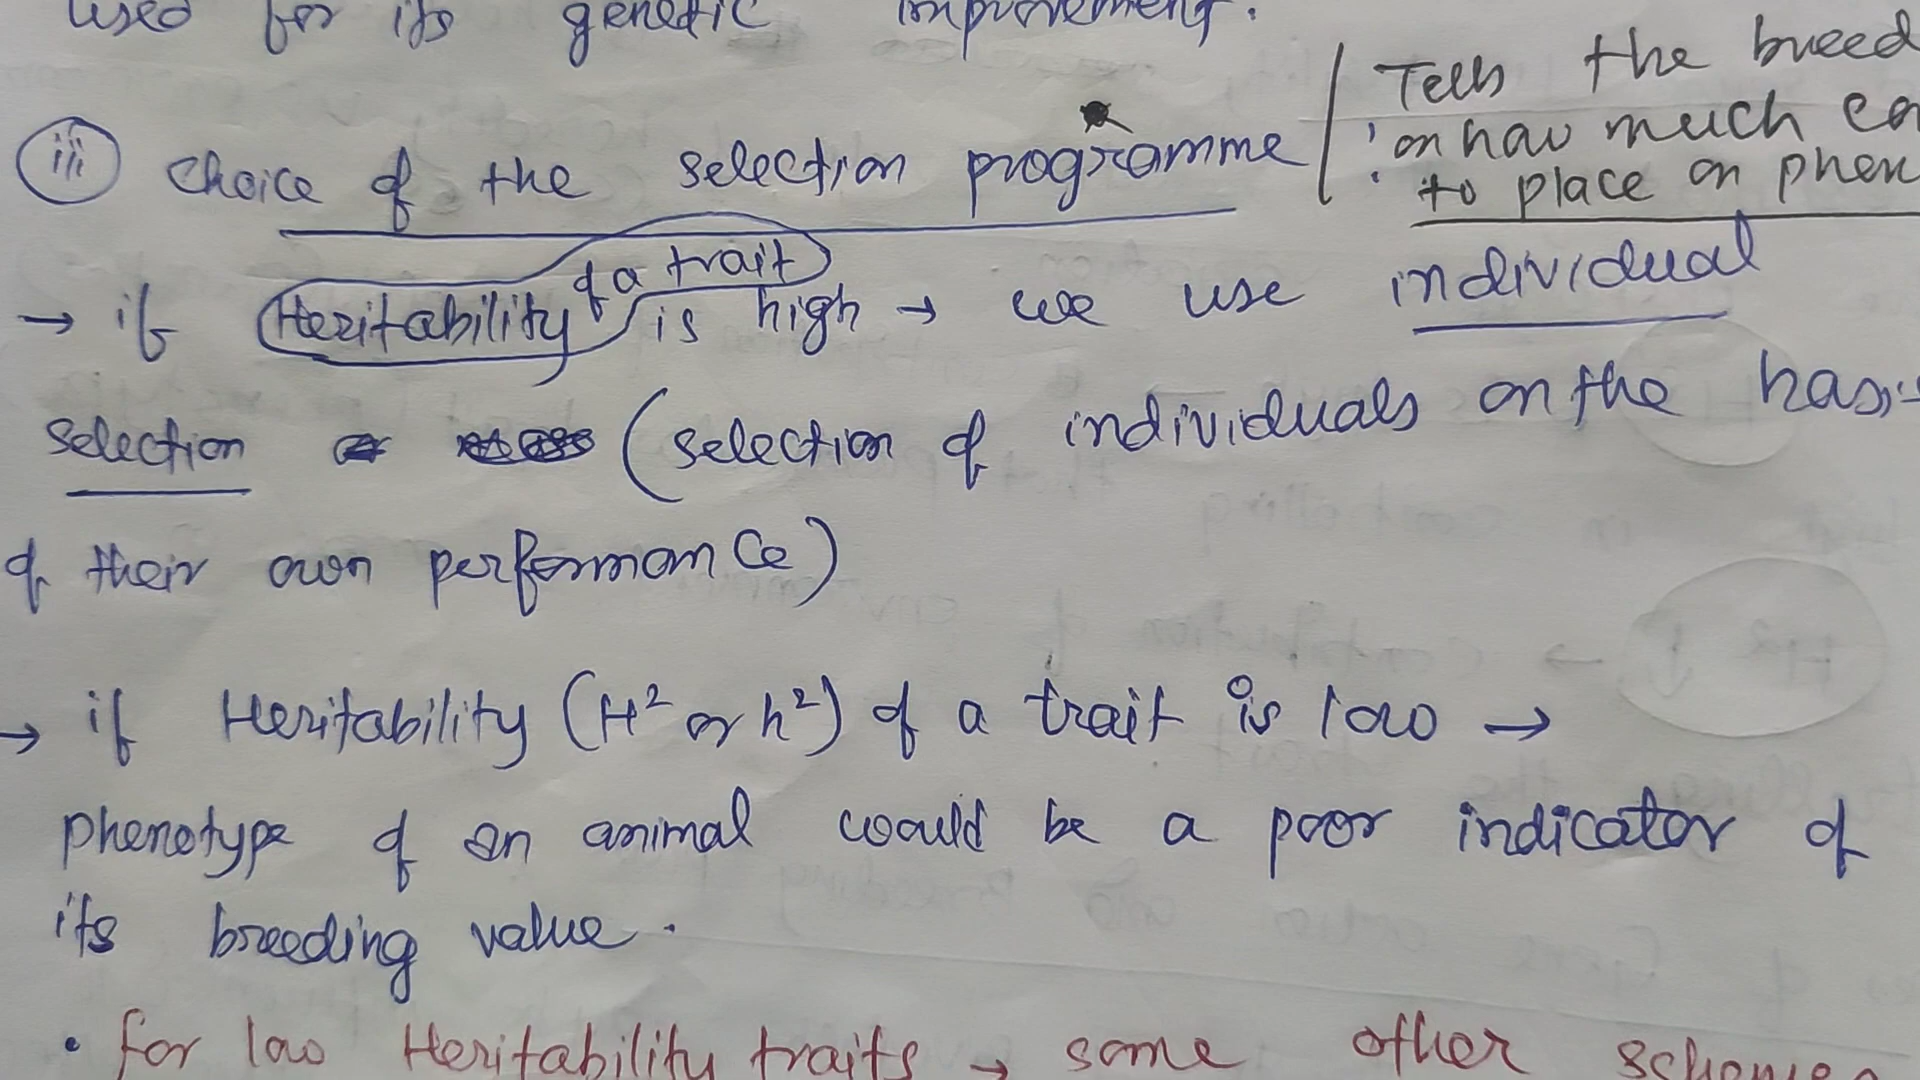 used for its genetic improvement.
Tells the breed
on how much co
to place on phen
iii choice of the selection programme
→ if Heritability of a trait is high → we use individual
selection (selection of individuals on the basis
of their own performance)
→ if Heritability (H² or h²) of a trait is low →
phenotype of an animal would be a poor indicator of
its breeding value.
• for low Heritability traits → some other schemes